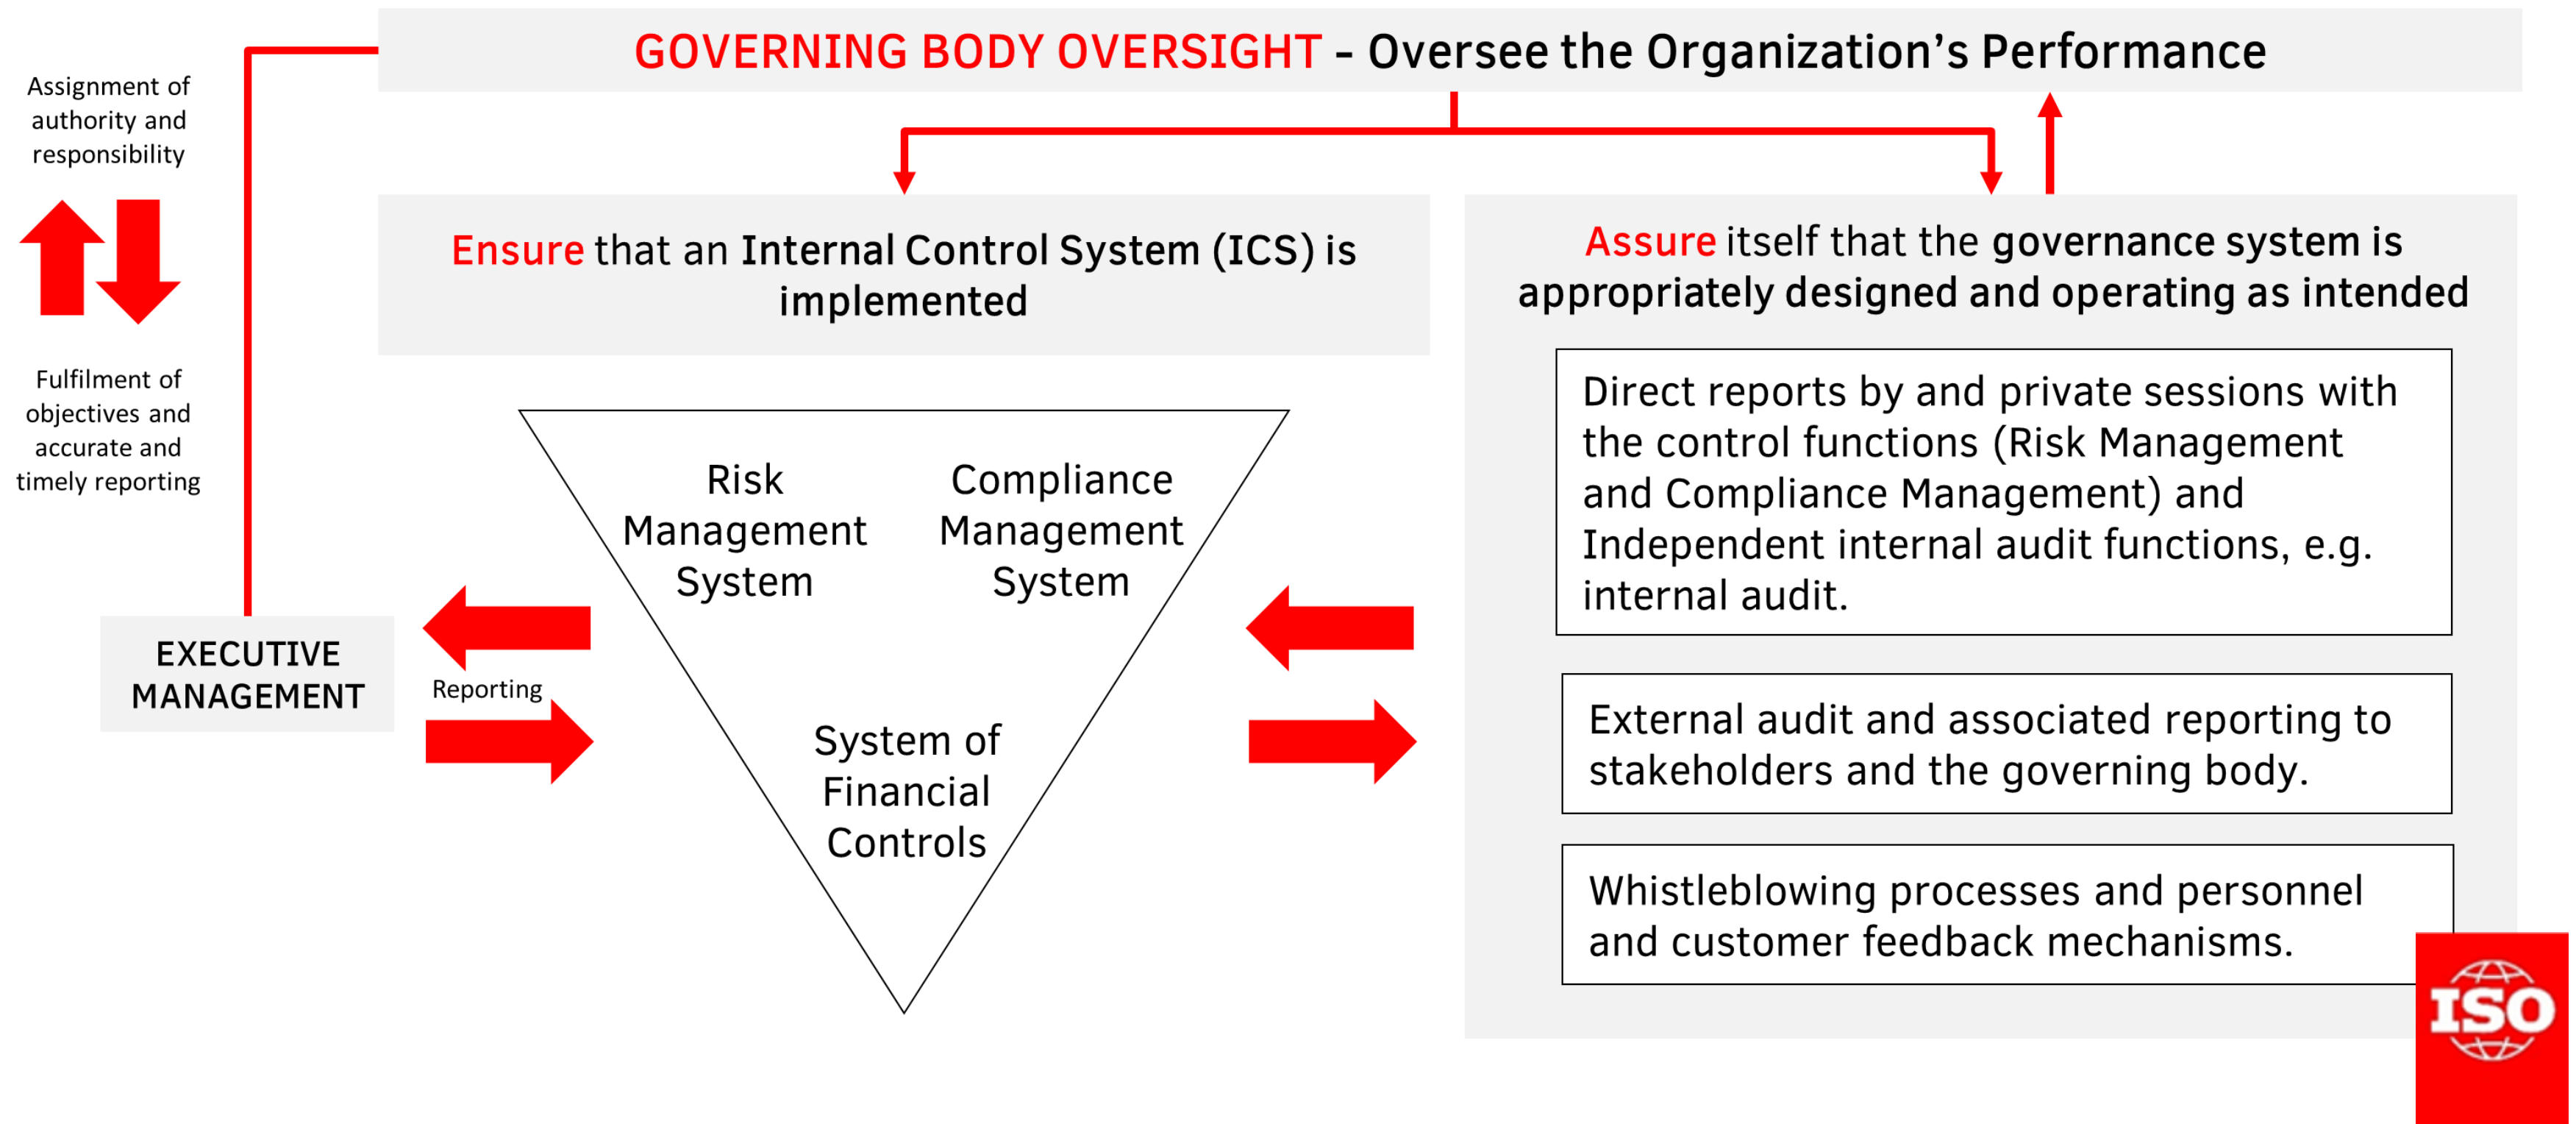 GOVERNING BODY OVERSIGHT - Oversee the Organization's Performance
Assignment of
authority and
responsibility
Fulfilment of
objectives and
accurate and
timely reporting
EXECUTIVE
MANAGEMENT
Reporting
Ensure that an Internal Control System (ICS) is
implemented
Risk
Management
System
Compliance
Management
System
System of
Financial
Controls
Assure itself that the governance system is
appropriately designed and operating as intended
Direct reports by and private sessions with
the control functions (Risk Management
and Compliance Management) and
Independent internal audit functions, e.g.
internal audit.
External audit and associated reporting to
stakeholders and the governing body.
Whistleblowing processes and personnel
and customer feedback mechanisms.
ISO